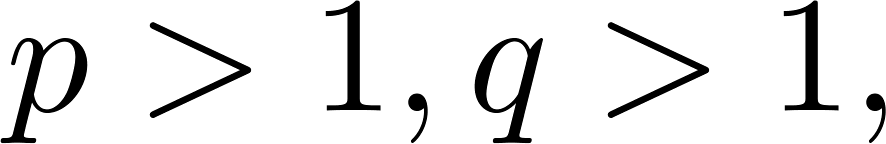 p > 1, q > 1,